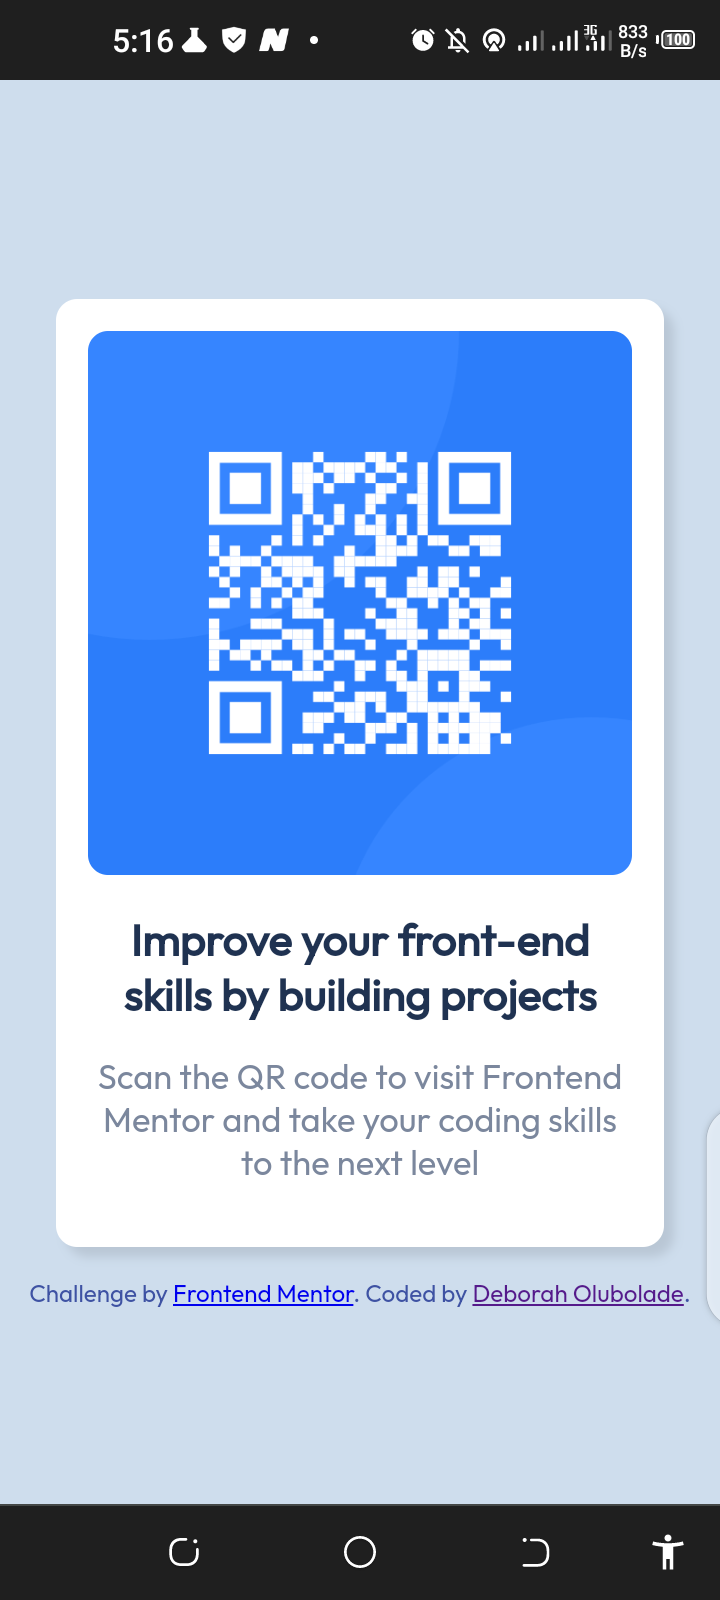 5:16
3G
833
B/s
100
Improve your front-end
skills by building projects
Scan the QR code to visit Frontend
Mentor and take your coding skills
to the next level
Challenge by Frontend Mentor. Coded by Deborah Olubolade.